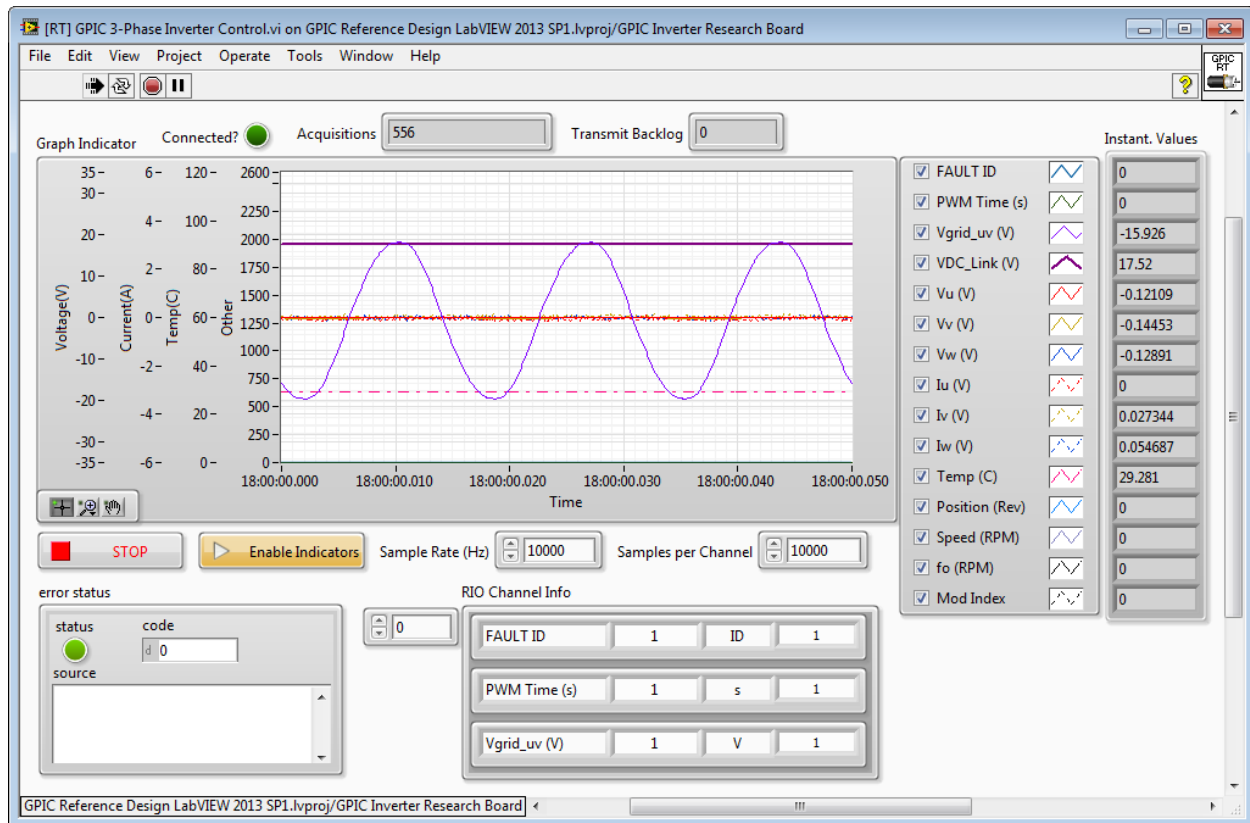 [RT] GPIC 3-Phase Inverter Control.vi on GPIC Reference Design LabVIEW 2013 SP1.lvproj/GPIC Inverter Research Board
File Edit View Project Operate Tools Window Help
GPIC
RT
Connected? Acquisitions 556 Transmit Backlog 0
Graph Indicator
Instant. Values
Voltage(V)
35
30
20
10
0
-10
-20
-30
-35
Current(A)
6
4
2
0
-2
-4
-6
Temp(C)
120
100
80
60
40
20
0
Other
2600
2250
2000
1750
1500
1250
1000
750
500
250
0
18:00:00.000 18:00:00.010 18:00:00.020 18:00:00.030 18:00:00.040 18:00:00.050
Time
FAULT ID 0
PWM Time (s) 0
Vgrid_uv (V) -15.926
VDC_Link (V) 17.52
Vu (V) -0.12109
Vv (V) -0.14453
Vw (V) -0.12891
Iu (V) 0
Iv (V) 0.027344
Iw (V) 0.054687
Temp (C) 29.281
Position (Rev) 0
Speed (RPM) 0
fo (RPM) 0
Mod Index 0
STOP Enable Indicators Sample Rate (Hz) 10000 Samples per Channel 10000
error status
status code
d 0
source
RIO Channel Info
0
FAULT ID 1 ID 1
PWM Time (s) 1 s 1
Vgrid_uv (V) 1 V 1
GPIC Reference Design LabVIEW 2013 SP1.lvproj/GPIC Inverter Research Board